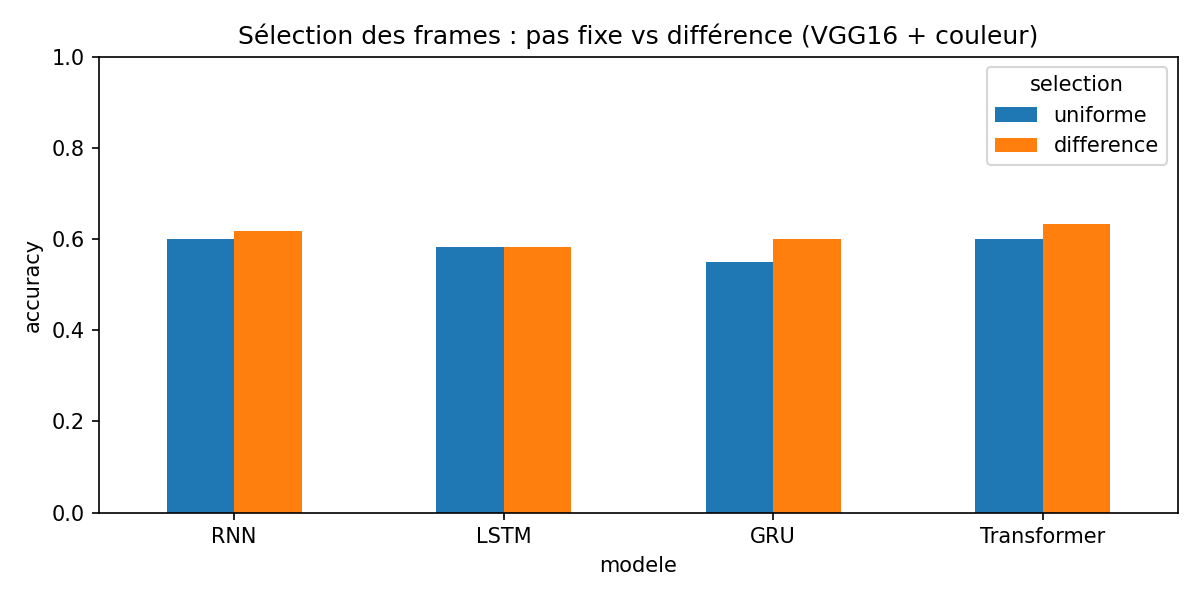 Sélection des frames : pas fixe vs différence (VGG16 + couleur)
selection
uniforme
difference
accuracy
1.0
0.8
0.6
0.4
0.2
0.0
RNN
LSTM
GRU
Transformer
modele